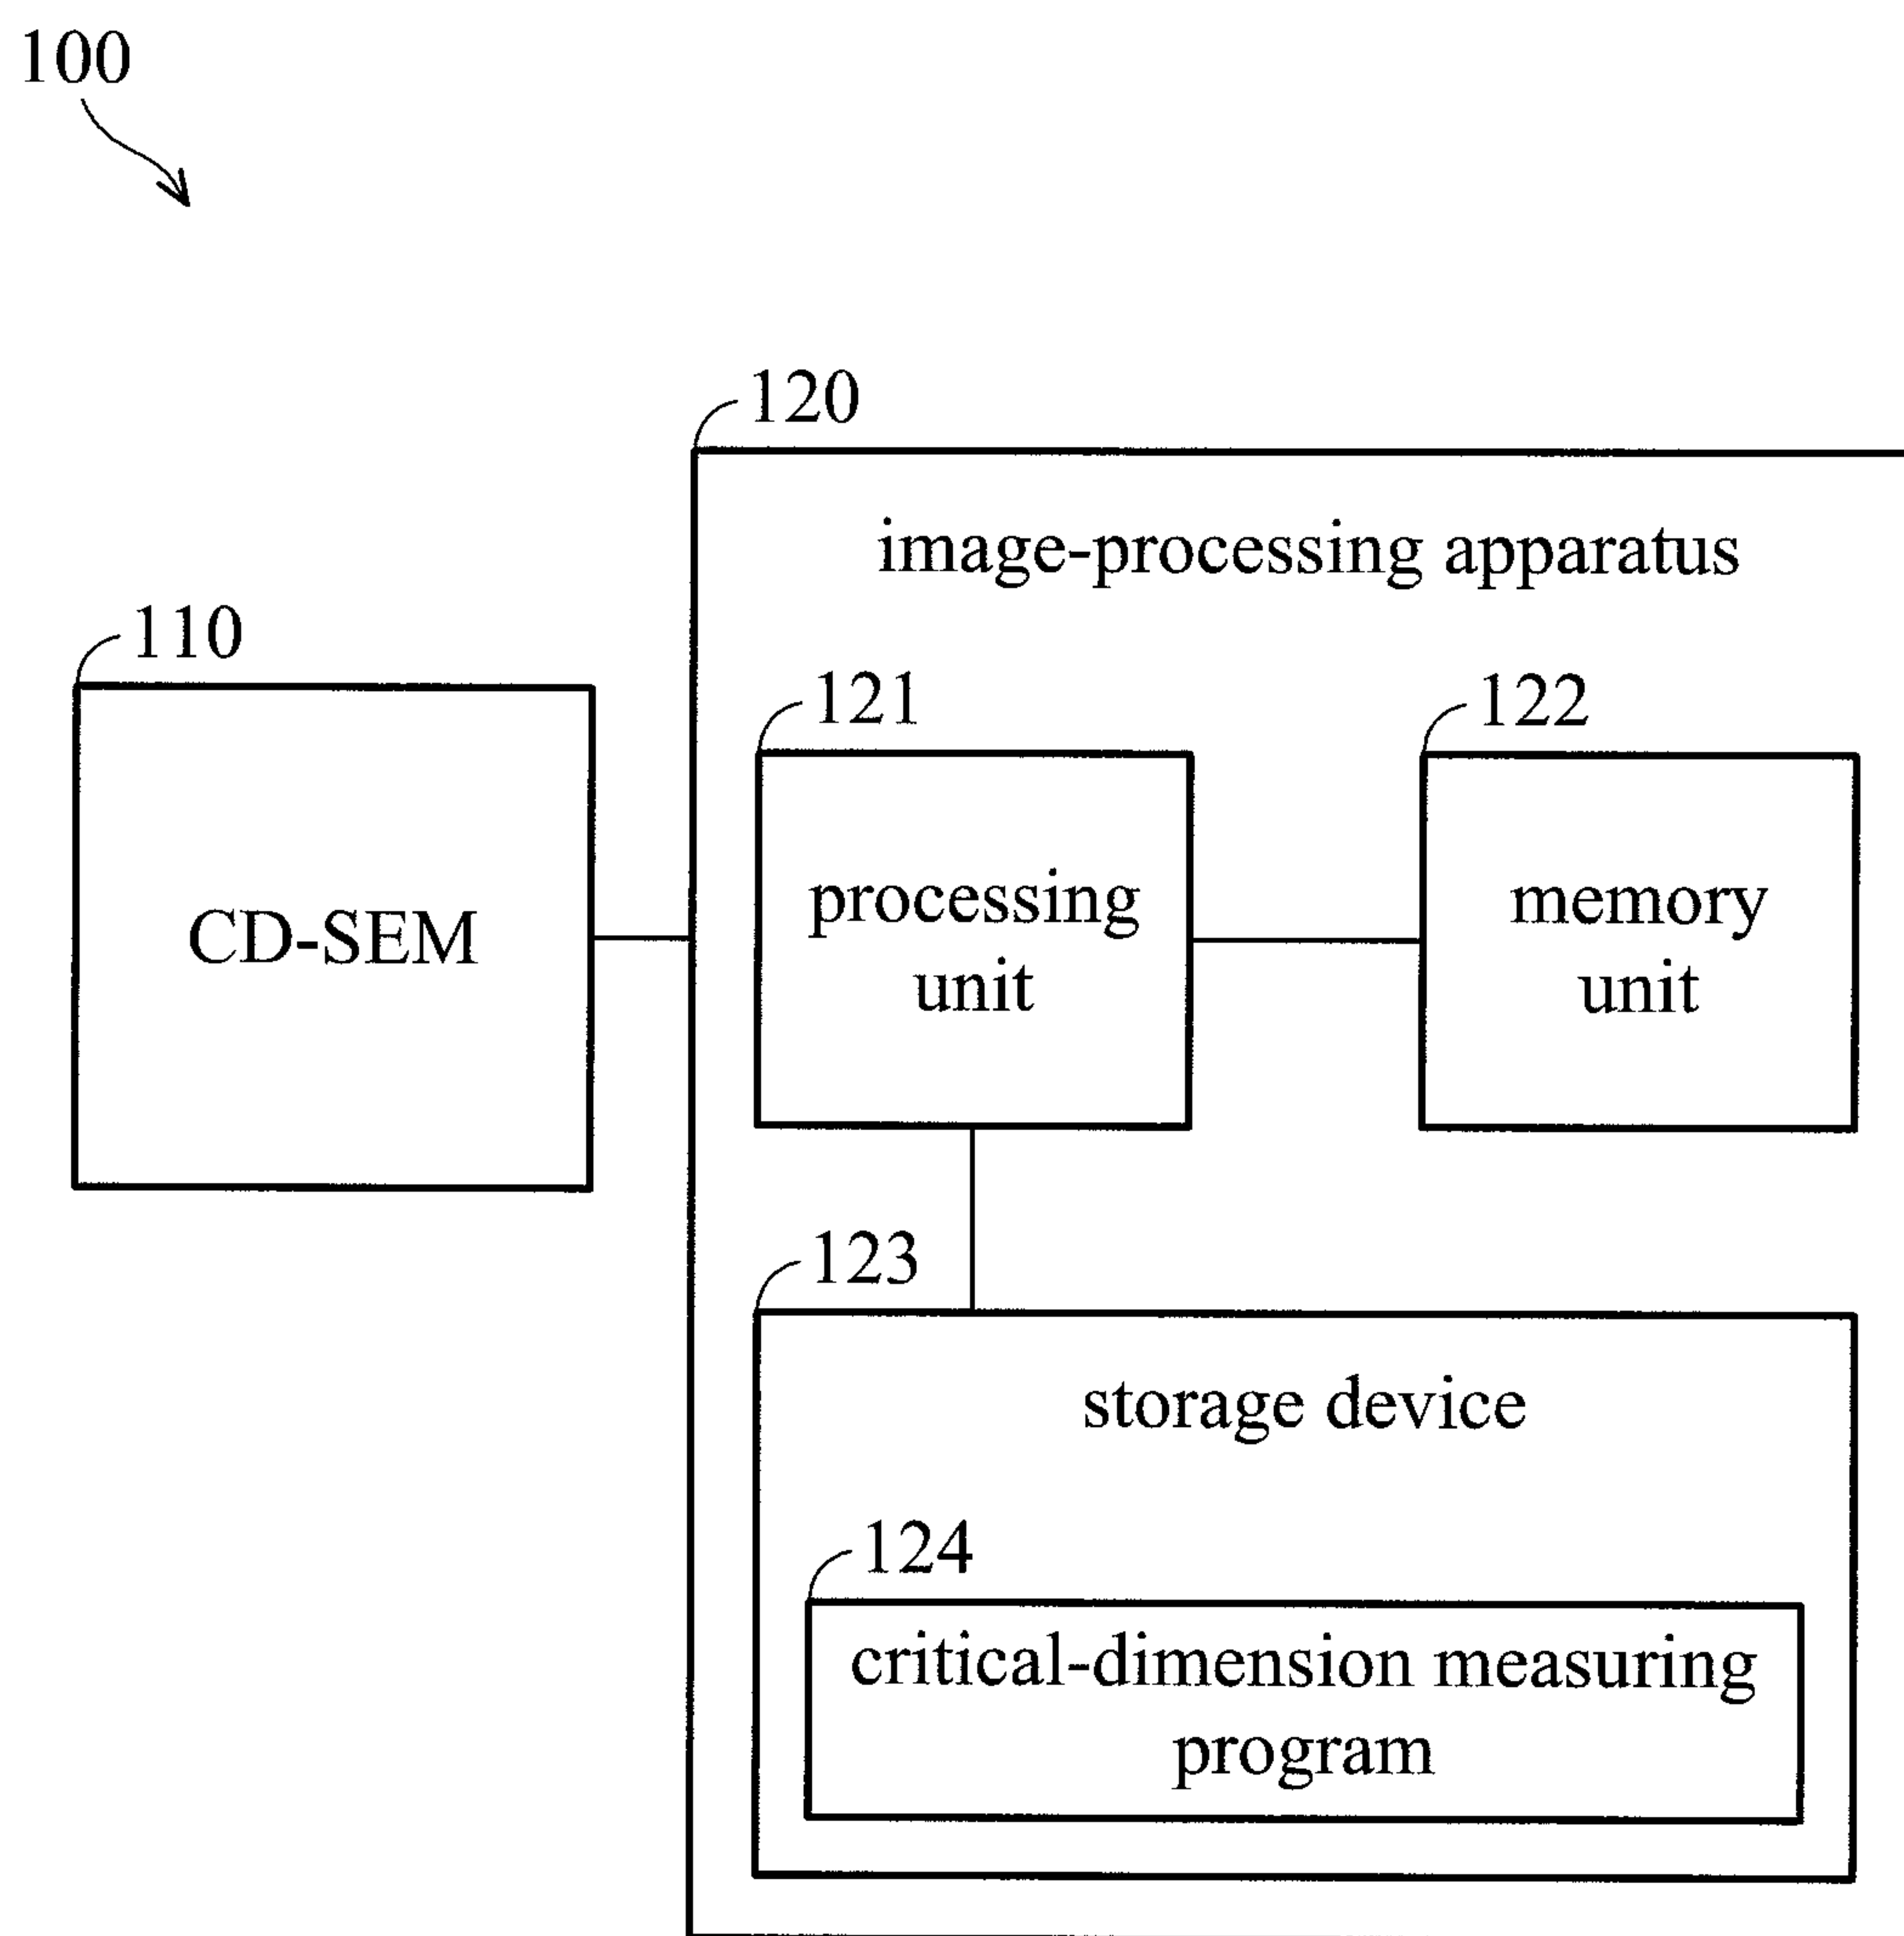 100
120
image-processing apparatus
110
CD-SEM
121
processing
unit
122
memory
unit
123
storage device
124
critical-dimension measuring
program